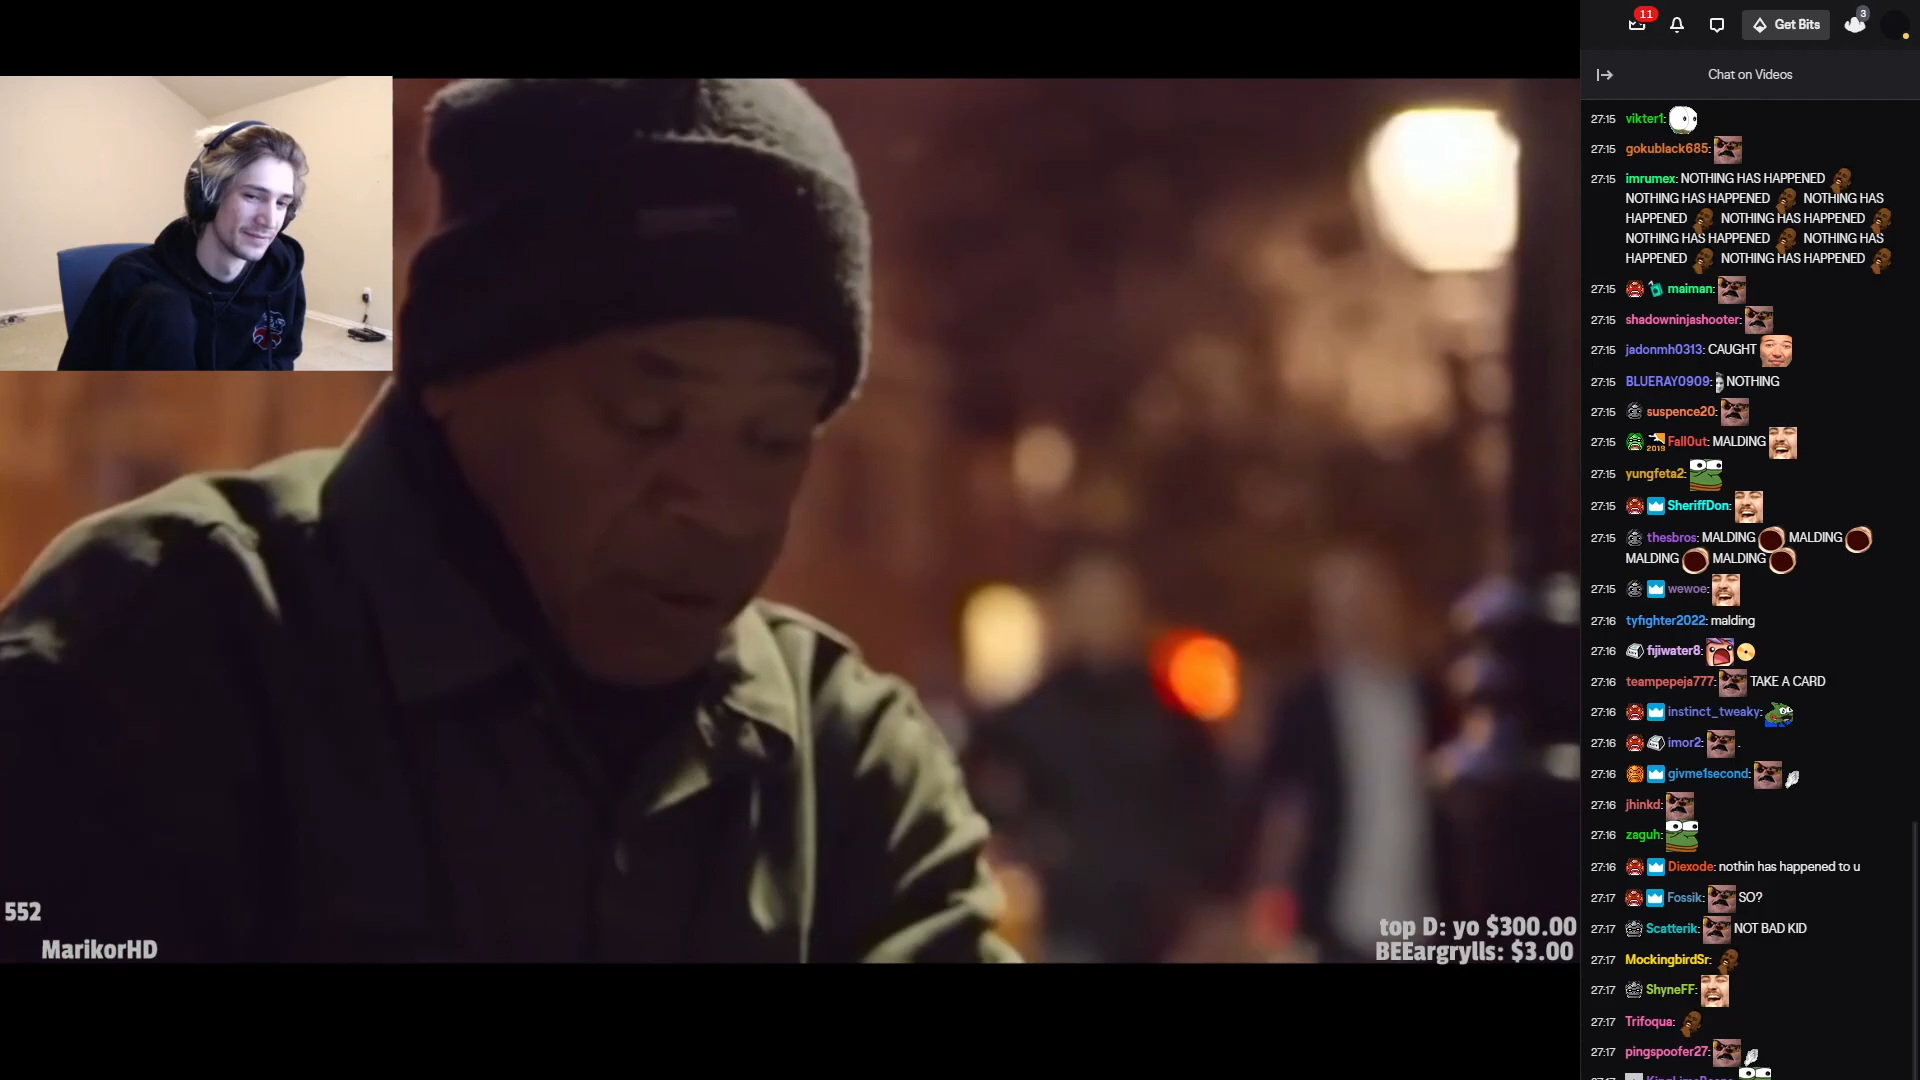 11
Get Bits
3
Chat on Videos
27:15 vikter1:
27:15 gokublack685:
27:15 imrumex: NOTHING HAS HAPPENED
NOTHING HAS HAPPENED NOTHING HAS
HAPPENED NOTHING HAS HAPPENED
NOTHING HAS HAPPENED NOTHING HAS
HAPPENED NOTHING HAS HAPPENED
27:15 maiman:
27:15 shadowninjashooter:
27:15 jadonmh0313: CAUGHT
27:15 BLUERAY0909: NOTHING
27:15 suspence20:
27:15 2019 Fall0ut: MALDING
27:15 yungfeta2:
27:15 SheriffDon:
27:15 thesbros: MALDING MALDING
MALDING MALDING
27:15 wewoe:
27:16 tyfighter2022: malding
27:16 fijiwater8:
27:16 teampepeja777: TAKE A CARD
27:16 instinct_tweaky:
27:16 imor2: .
27:16 givme1second:
27:16 jhinkd:
27:16 zaguh:
27:16 Diexode: nothin has happened to u
27:17 Fossik: SO?
27:17 Scatterik: NOT BAD KID
27:17 MockingbirdSr:
27:17 ShyneFF:
27:17 Trifoqua:
27:17 pingspoofer27:
552
MarikorHD
top D: yo $300.00
BEEargrylls: $3.00